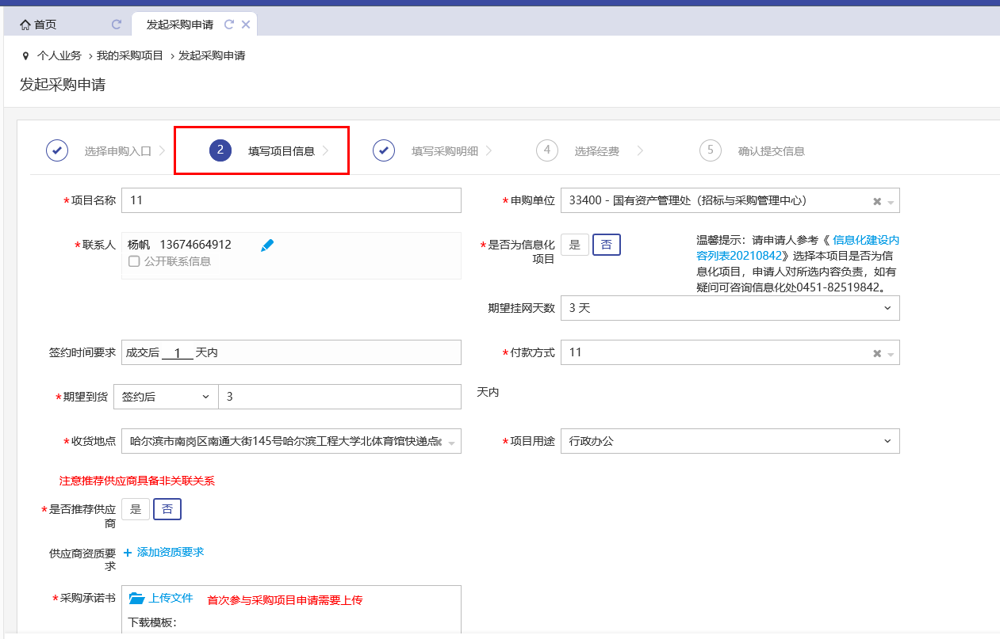 首页
发起采购申请
个人业务 > 我的采购项目 > 发起采购申请
发起采购申请
选择申购入口
2 填写项目信息
填写采购明细
4 选择经费
5 确认提交信息
*项目名称 11
*申购单位 33400 - 国有资产管理处（招标与采购管理中心）
*联系人 杨帆 13674664912
公开联系信息
*是否为信息化
项目
是 否
温馨提示：请申请人参考《 信息化建设内
容列表20210842》选择本项目是否为信
息化项目，申请人对所选内容负责，如有
疑问可咨询信息化处0451-82519842。
期望挂网天数 3 天
签约时间要求 成交后 1 天内
*付款方式 11
*期望到货 签约后 3 天内
*收货地点 哈尔滨市南岗区南通大街145号哈尔滨工程大学北体育馆快递点
*项目用途 行政办公
注意推荐供应商具备非关联关系
*是否推荐供应
商
是 否
供应商资质要
求
+ 添加资质要求
*采购承诺书 上传文件 首次参与采购项目申请需要上传
下载模板：